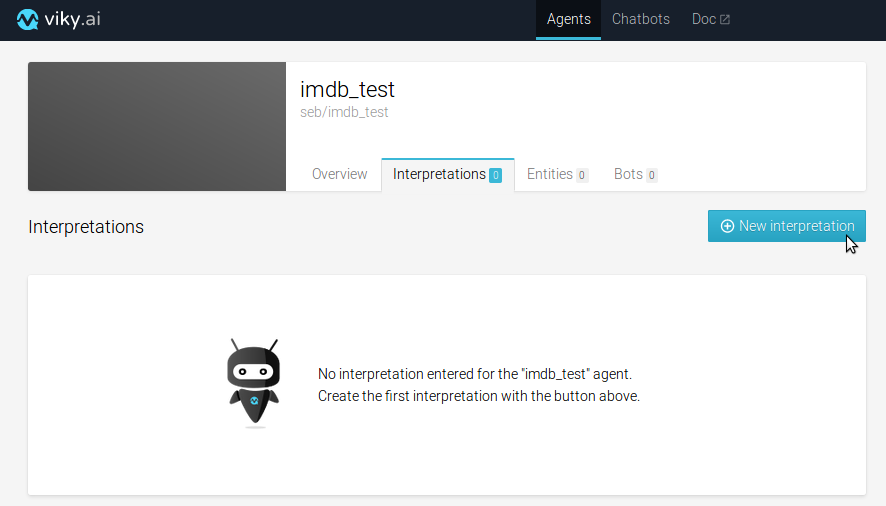 viky.ai
Agents Chatbots Doc
imdb_test
seb/imdb_test
Overview Interpretations 0 Entities 0 Bots 0
Interpretations
New interpretation
No interpretation entered for the "imdb_test" agent.
Create the first interpretation with the button above.